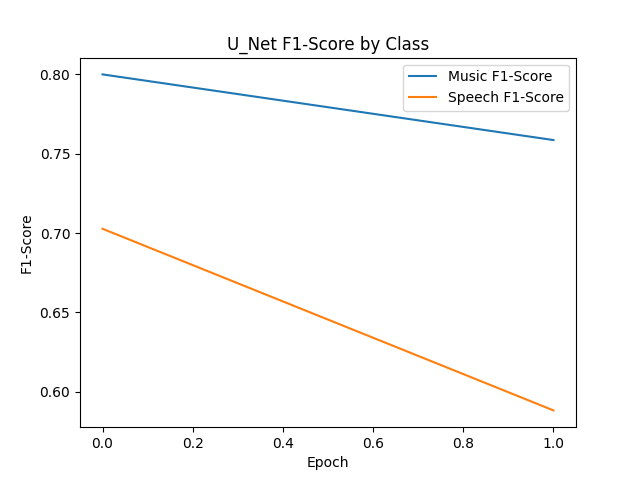 U_Net F1-Score by Class
Music F1-Score
Speech F1-Score
F1-Score
0.80
0.75
0.70
0.65
0.60
0.0 0.2 0.4 0.6 0.8 1.0
Epoch